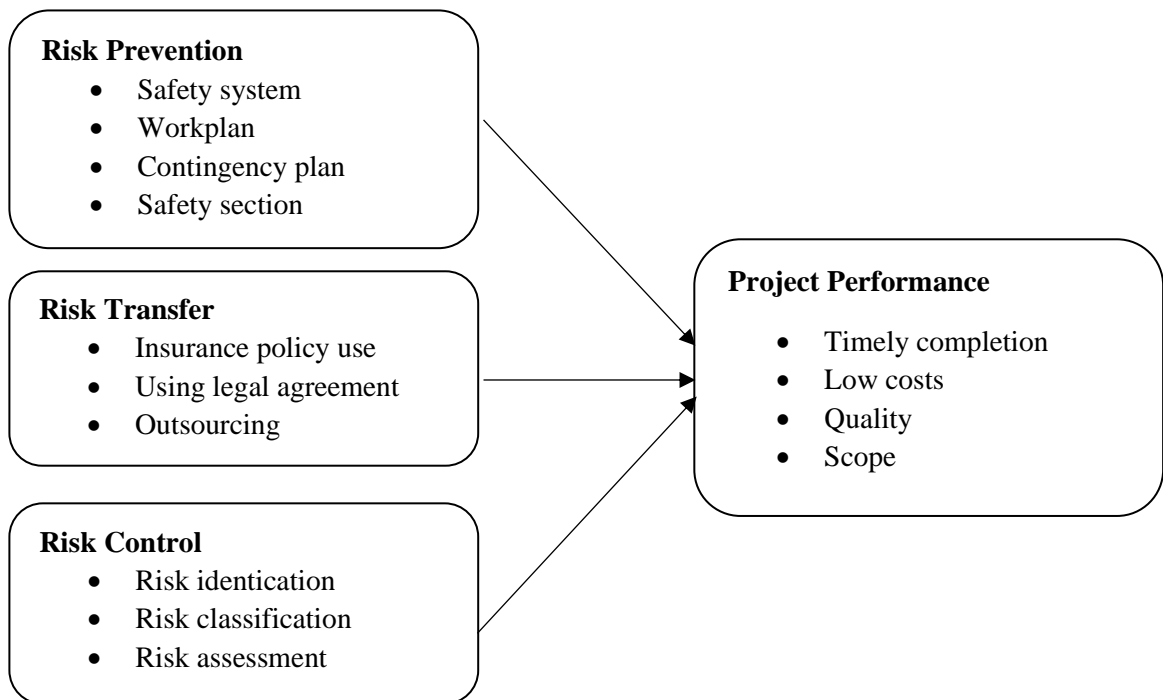 Risk Prevention
• Safety system
• Workplan
• Contingency plan
• Safety section
Risk Transfer
• Insurance policy use
• Using legal agreement
• Outsourcing
Risk Control
• Risk identication
• Risk classification
• Risk assessment
Project Performance
• Timely completion
• Low costs
• Quality
• Scope